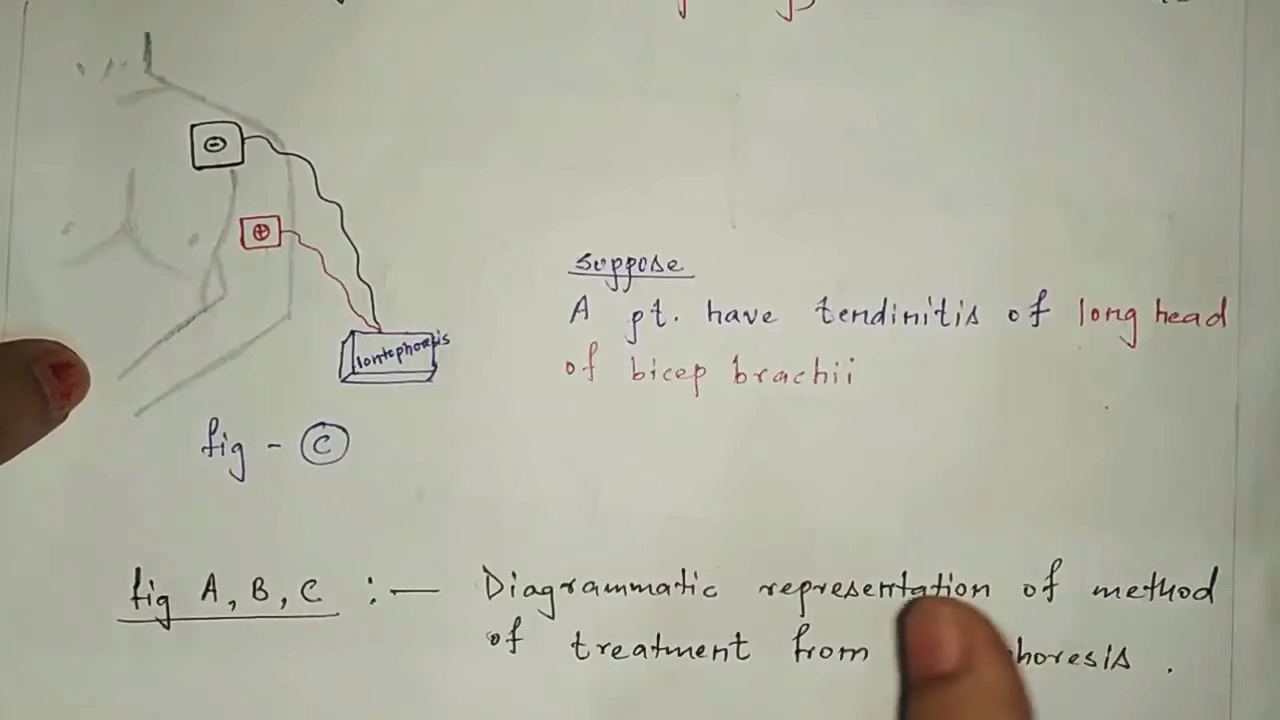 ⊖
⊕
Iontophoresis
fig - C
Suppose
A pt. have tendinitis of long head
of bicep brachii
fig A, B, C :— Diagrammatic representation of method
of treatment from